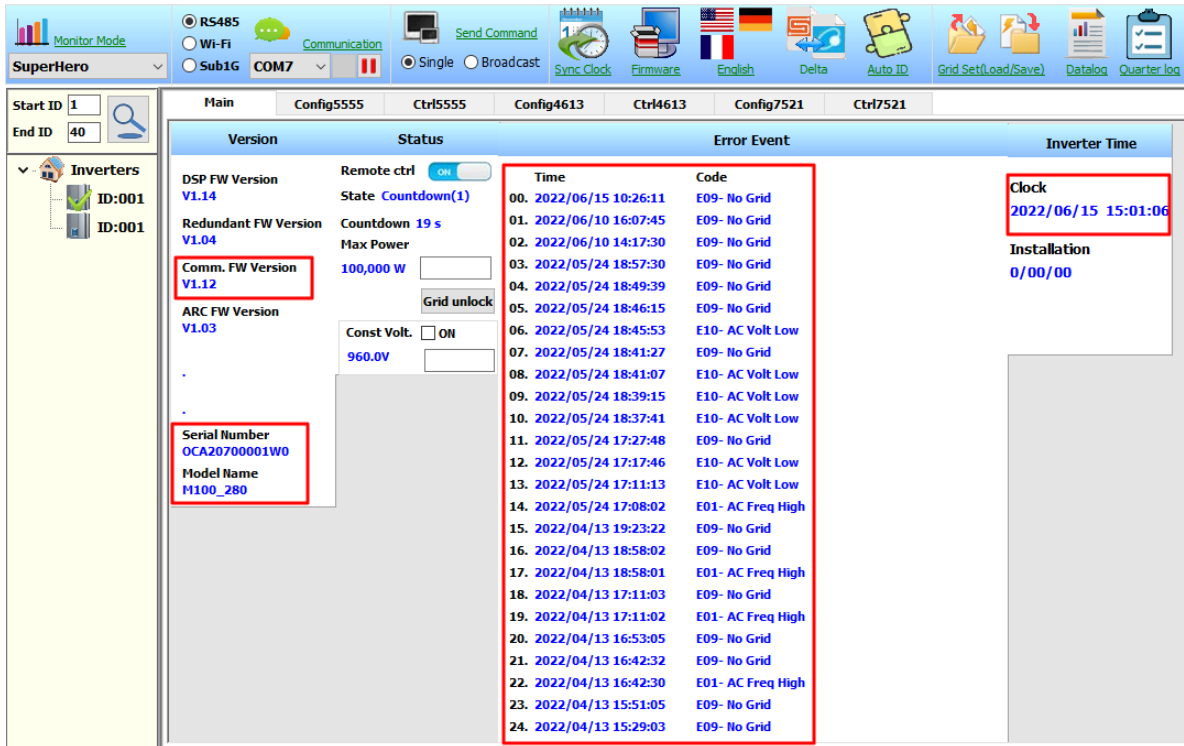 Monitor Mode
SuperHero
RS485
Wi-Fi
Sub1G
Communication
COM7
Send Command
Single
Broadcast
Sync Clock
Firmware
English
Delta
Auto ID
Grid Set(Load/Save)
Datalog
Quarter log
Start ID 1
End ID 40
Inverters
ID:001
ID:001
Main
Config5555
Ctrl5555
Config4613
Ctrl4613
Config7521
Ctrl7521
Version
DSP FW Version
V1.14
Redundant FW Version
V1.04
Comm. FW Version
V1.12
ARC FW Version
V1.03
.
.
Serial Number
OCA20700001W0
Model Name
M100_280
Status
Remote ctrl ON
State Countdown(1)
Countdown 19 s
Max Power
100,000 W
Grid unlock
Const Volt. ON
960.0V
Error Event
Time Code
00. 2022/06/15 10:26:11 E09- No Grid
01. 2022/06/10 16:07:45 E09- No Grid
02. 2022/06/10 14:17:30 E09- No Grid
03. 2022/05/24 18:57:30 E09- No Grid
04. 2022/05/24 18:49:39 E09- No Grid
05. 2022/05/24 18:46:15 E09- No Grid
06. 2022/05/24 18:45:53 E10- AC Volt Low
07. 2022/05/24 18:41:27 E09- No Grid
08. 2022/05/24 18:41:07 E10- AC Volt Low
09. 2022/05/24 18:39:15 E10- AC Volt Low
10. 2022/05/24 18:37:41 E10- AC Volt Low
11. 2022/05/24 17:27:48 E09- No Grid
12. 2022/05/24 17:17:46 E10- AC Volt Low
13. 2022/05/24 17:11:13 E10- AC Volt Low
14. 2022/05/24 17:08:02 E01- AC Freq High
15. 2022/04/13 19:23:22 E09- No Grid
16. 2022/04/13 18:58:02 E09- No Grid
17. 2022/04/13 18:58:01 E01- AC Freq High
18. 2022/04/13 17:11:03 E09- No Grid
19. 2022/04/13 17:11:02 E01- AC Freq High
20. 2022/04/13 16:53:05 E09- No Grid
21. 2022/04/13 16:42:32 E09- No Grid
22. 2022/04/13 16:42:30 E01- AC Freq High
23. 2022/04/13 15:51:05 E09- No Grid
24. 2022/04/13 15:29:03 E09- No Grid
Inverter Time
Clock
2022/06/15 15:01:06
Installation
0/00/00